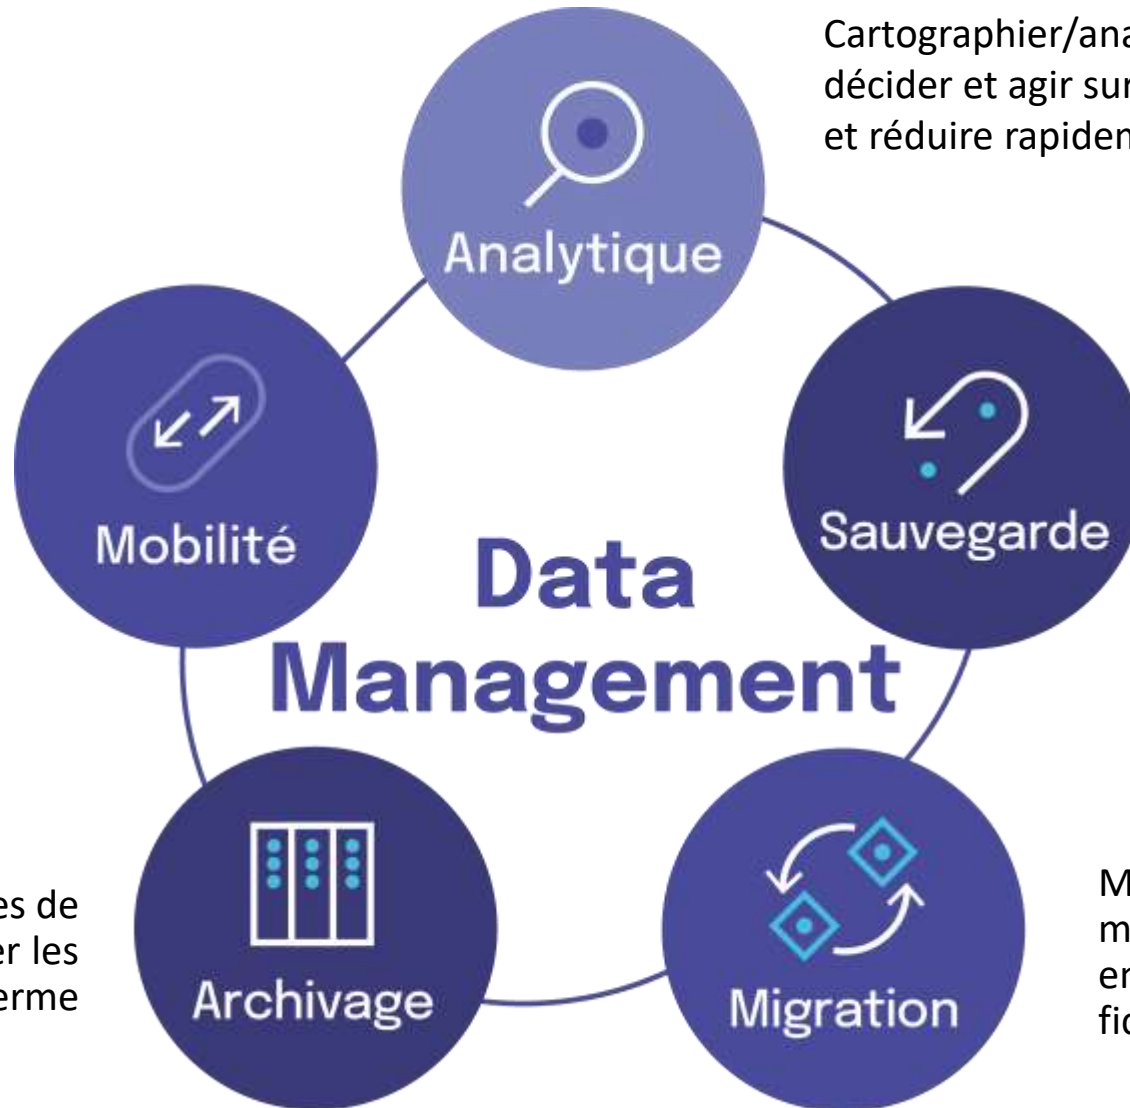 Cartographier/ana
décider et agir sur
et réduire rapiden
Analytique
Mobilité
Sauvegarde
Data
Management
es de
er les
erme
Archivage
Migration
M
m
en
fic